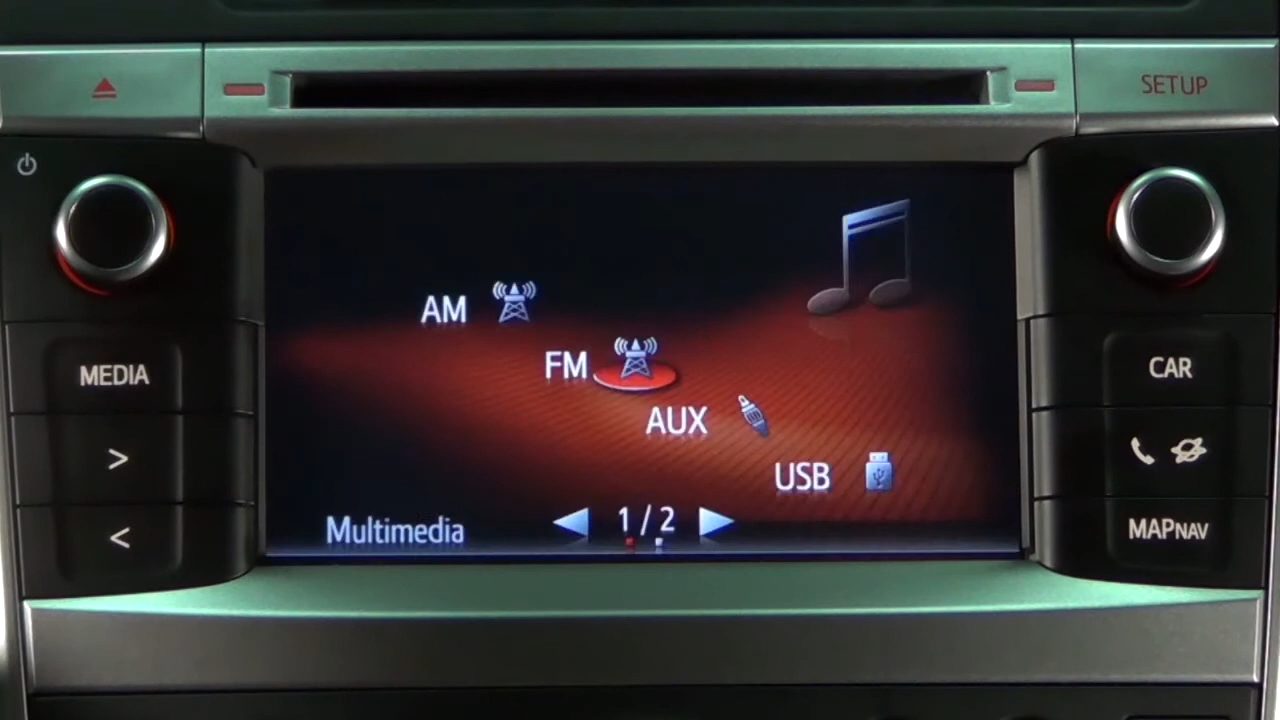 SETUP
AM
FM
AUX
USB
Multimedia
1 / 2
MEDIA
>
<
CAR
MAPNAV